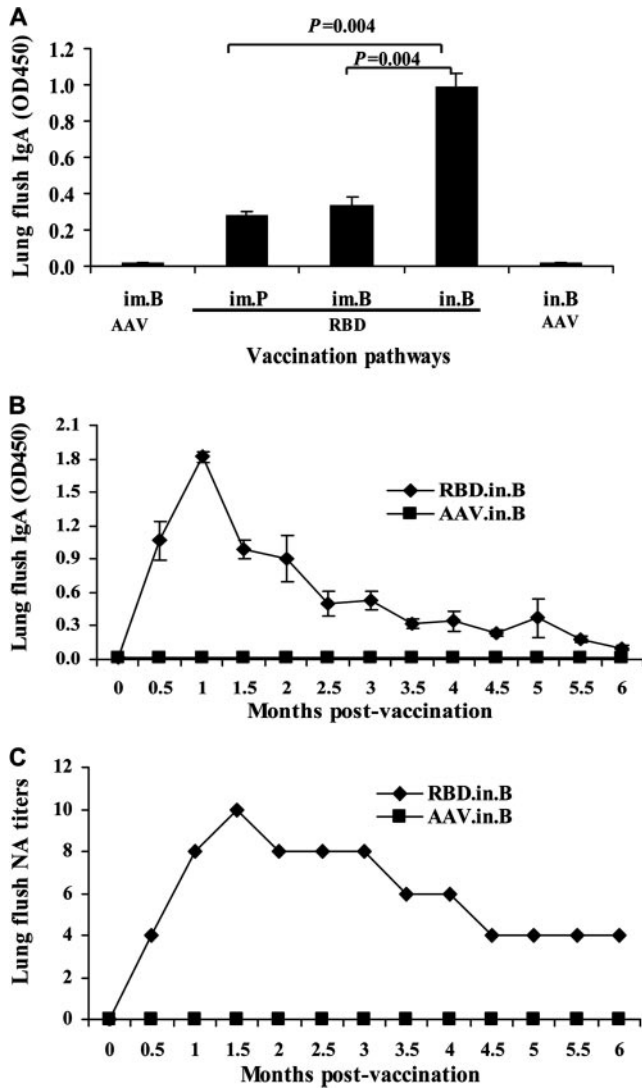 A
P=0.004
P=0.004
Lung flush IgA (OD450)
1.2
1.0
0.8
0.6
0.4
0.2
0.0
im.B im.P im.B in.B in.B
AAV RBD AAV
Vaccination pathways
B
Lung flush IgA (OD450)
2.1
1.8
1.5
1.2
0.9
0.6
0.3
0.0
RBD.in.B
AAV.in.B
0 0.5 1 1.5 2 2.5 3 3.5 4 4.5 5 5.5 6
Months post-vaccination
C
Lung flush NA titers
12
10
8
6
4
2
0
RBD.in.B
AAV.in.B
0 0.5 1 1.5 2 2.5 3 3.5 4 4.5 5 5.5 6
Months post-vaccination